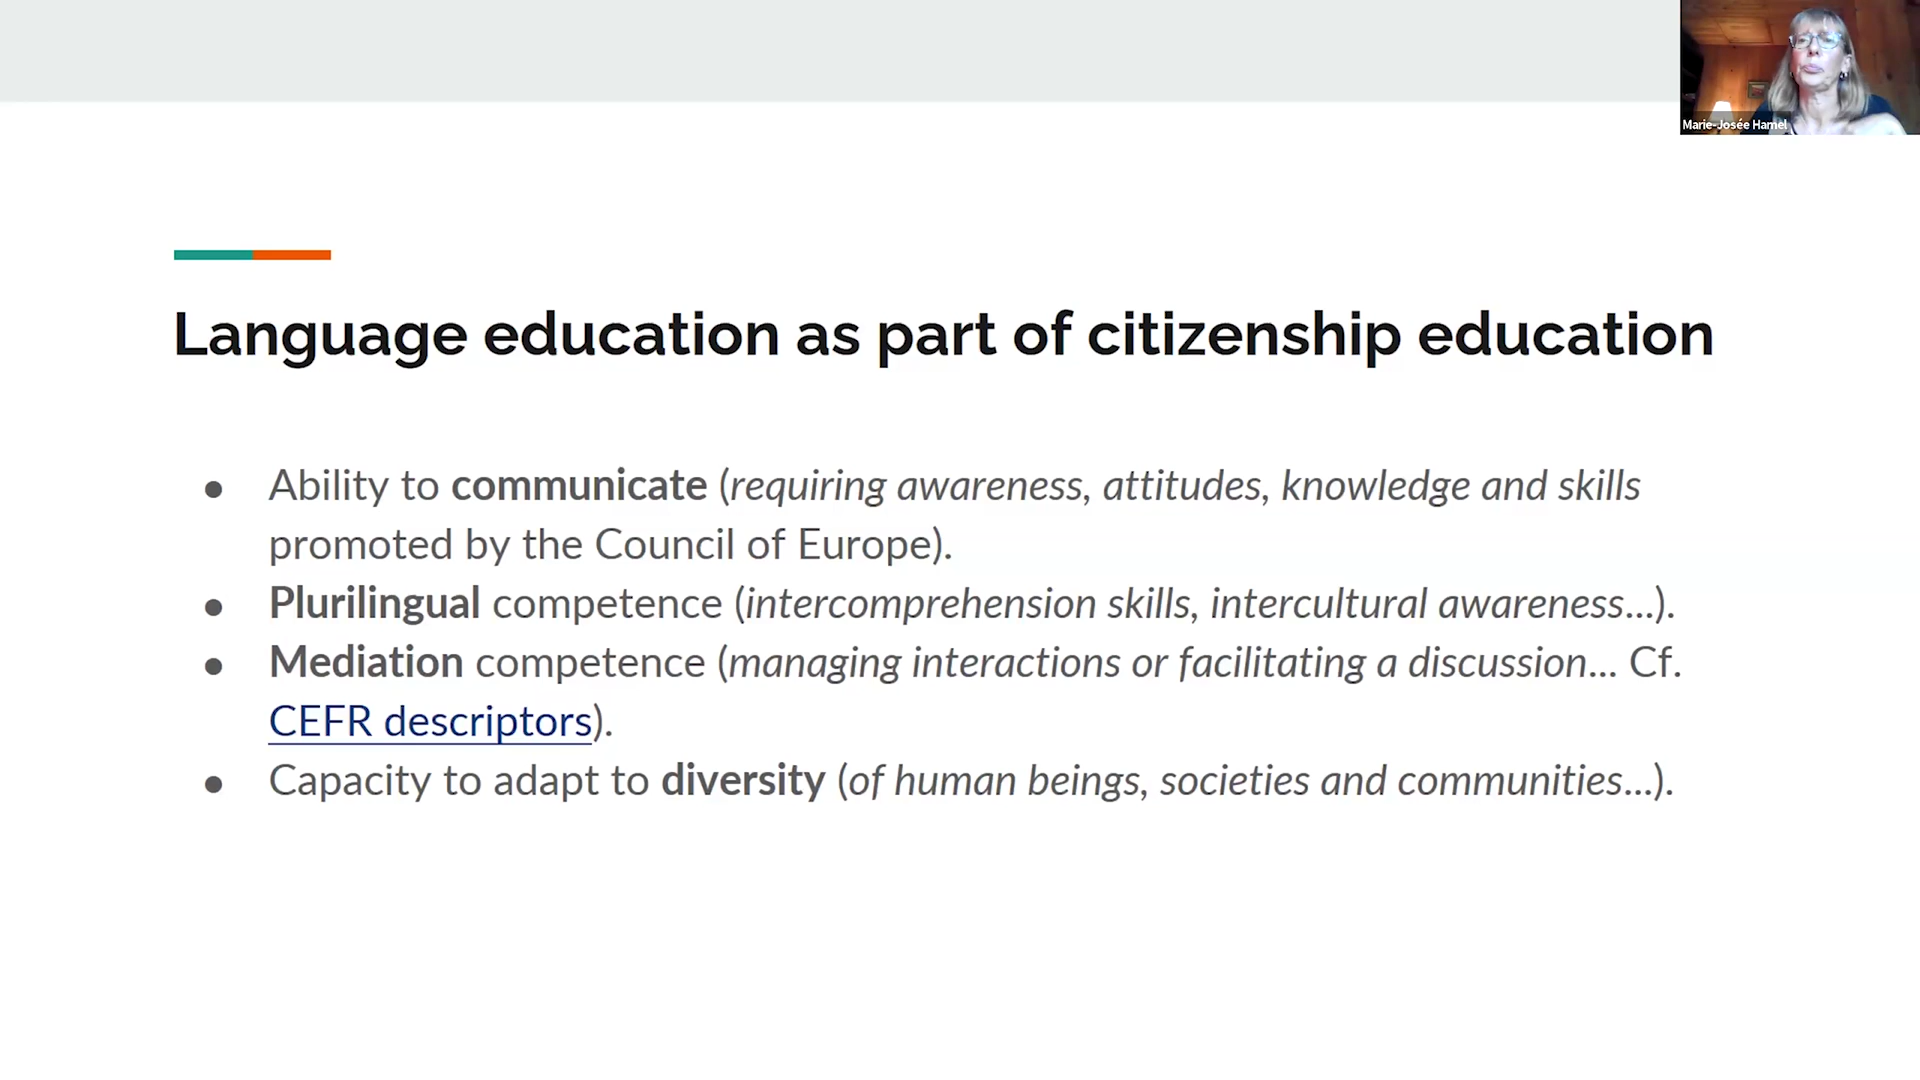 Marie-Josée Hamel
Language education as part of citizenship education
● Ability to communicate (requiring awareness, attitudes, knowledge and skills
promoted by the Council of Europe).
● Plurilingual competence (intercomprehension skills, intercultural awareness...).
● Mediation competence (managing interactions or facilitating a discussion... Cf.
CEFR descriptors).
● Capacity to adapt to diversity (of human beings, societies and communities...).